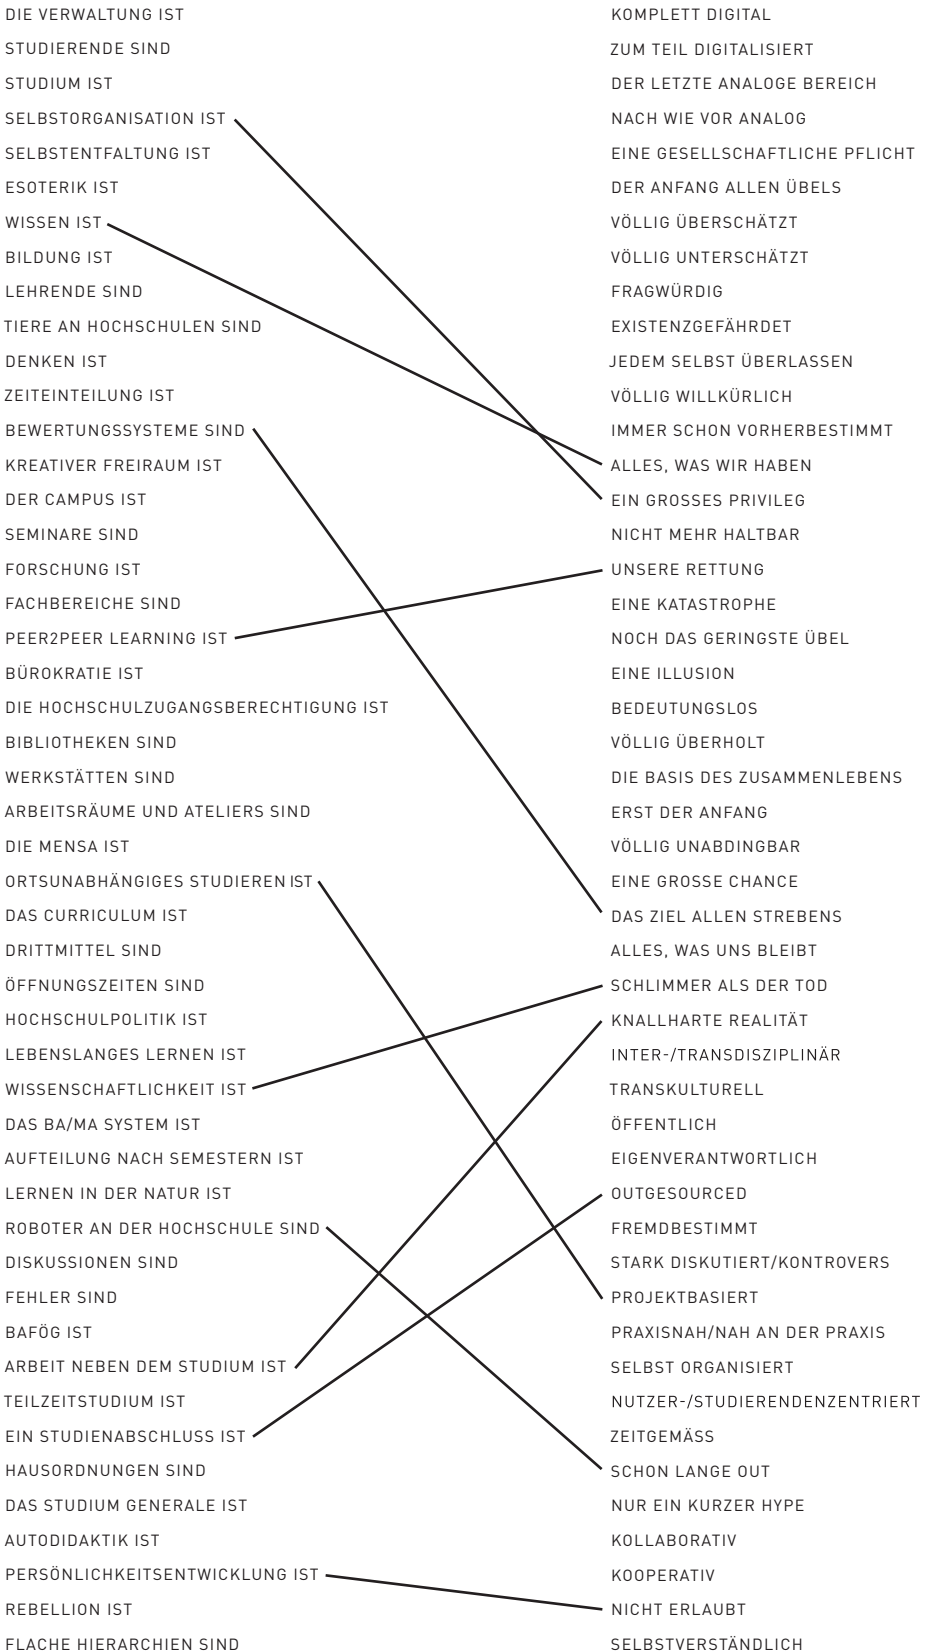 DIE VERWALTUNG IST
STUDIERENDE SIND
STUDIUM IST
SELBSTORGANISATION IST
SELBSTENTFALTUNG IST
ESOTERIK IST
WISSEN IST
BILDUNG IST
LEHRENDE SIND
TIERE AN HOCHSCHULEN SIND
DENKEN IST
ZEITEINTEILUNG IST
BEWERTUNGSSYSTEME SIND
KREATIVER FREIRAUM IST
DER CAMPUS IST
SEMINARE SIND
FORSCHUNG IST
FACHBEREICHE SIND
PEER2PEER LEARNING IST
BÜROKRATIE IST
DIE HOCHSCHULZUGANGSBERECHTIGUNG IST
BIBLIOTHEKEN SIND
WERKSTÄTTEN SIND
ARBEITSRÄUME UND ATELIERS SIND
DIE MENSA IST
ORTSUNABHÄNGIGES STUDIEREN IST
DAS CURRICULUM IST
DRITTMITTEL SIND
ÖFFNUNGSZEITEN SIND
HOCHSCHULPOLITIK IST
LEBENSLANGES LERNEN IST
WISSENSCHAFTLICHKEIT IST
DAS BA/MA SYSTEM IST
AUFTEILUNG NACH SEMESTERN IST
LERNEN IN DER NATUR IST
ROBOTER AN DER HOCHSCHULE SIND
DISKUSSIONEN SIND
FEHLER SIND
BAFÖG IST
ARBEIT NEBEN DEM STUDIUM IST
TEILZEITSTUDIUM IST
EIN STUDIENABSCHLUSS IST
HAUSORDNUNGEN SIND
DAS STUDIUM GENERALE IST
AUTODIDAKTIK IST
PERSÖNLICHKEITSENTWICKLUNG IST
REBELLION IST
FLACHE HIERARCHIEN SIND
KOMPLETT DIGITAL
ZUM TEIL DIGITALISIERT
DER LETZTE ANALOGE BEREICH
NACH WIE VOR ANALOG
EINE GESELLSCHAFTLICHE PFLICHT
DER ANFANG ALLEN ÜBELS
VÖLLIG ÜBERSCHÄTZT
VÖLLIG UNTERSCHÄTZT
FRAGWÜRDIG
EXISTENZGEFÄHRDET
JEDEM SELBST ÜBERLASSEN
VÖLLIG WILLKÜRLICH
IMMER SCHON VORHERBESTIMMT
ALLES, WAS WIR HABEN
EIN GROSSES PRIVILEG
NICHT MEHR HALTBAR
UNSERE RETTUNG
EINE KATASTROPHE
NOCH DAS GERINGSTE ÜBEL
EINE ILLUSION
BEDEUTUNGSLOS
VÖLLIG ÜBERHOLT
DIE BASIS DES ZUSAMMENLEBENS
ERST DER ANFANG
VÖLLIG UNABDINGBAR
EINE GROSSE CHANCE
DAS ZIEL ALLEN STREBENS
ALLES, WAS UNS BLEIBT
SCHLIMMER ALS DER TOD
KNALLHARTE REALITÄT
INTER-/TRANSDISZIPLINÄR
TRANSKULTURELL
ÖFFENTLICH
EIGENVERANTWORTLICH
OUTGESOURCED
FREMDBESTIMMT
STARK DISKUTIERT/KONTROVERS
PROJEKTBASIERT
PRAXISNAH/NAH AN DER PRAXIS
SELBST ORGANISIERT
NUTZER-/STUDIERENDENZENTRIERT
ZEITGEMÄSS
SCHON LANGE OUT
NUR EIN KURZER HYPE
KOLLABORATIV
KOOPERATIV
NICHT ERLAUBT
SELBSTVERSTÄNDLICH